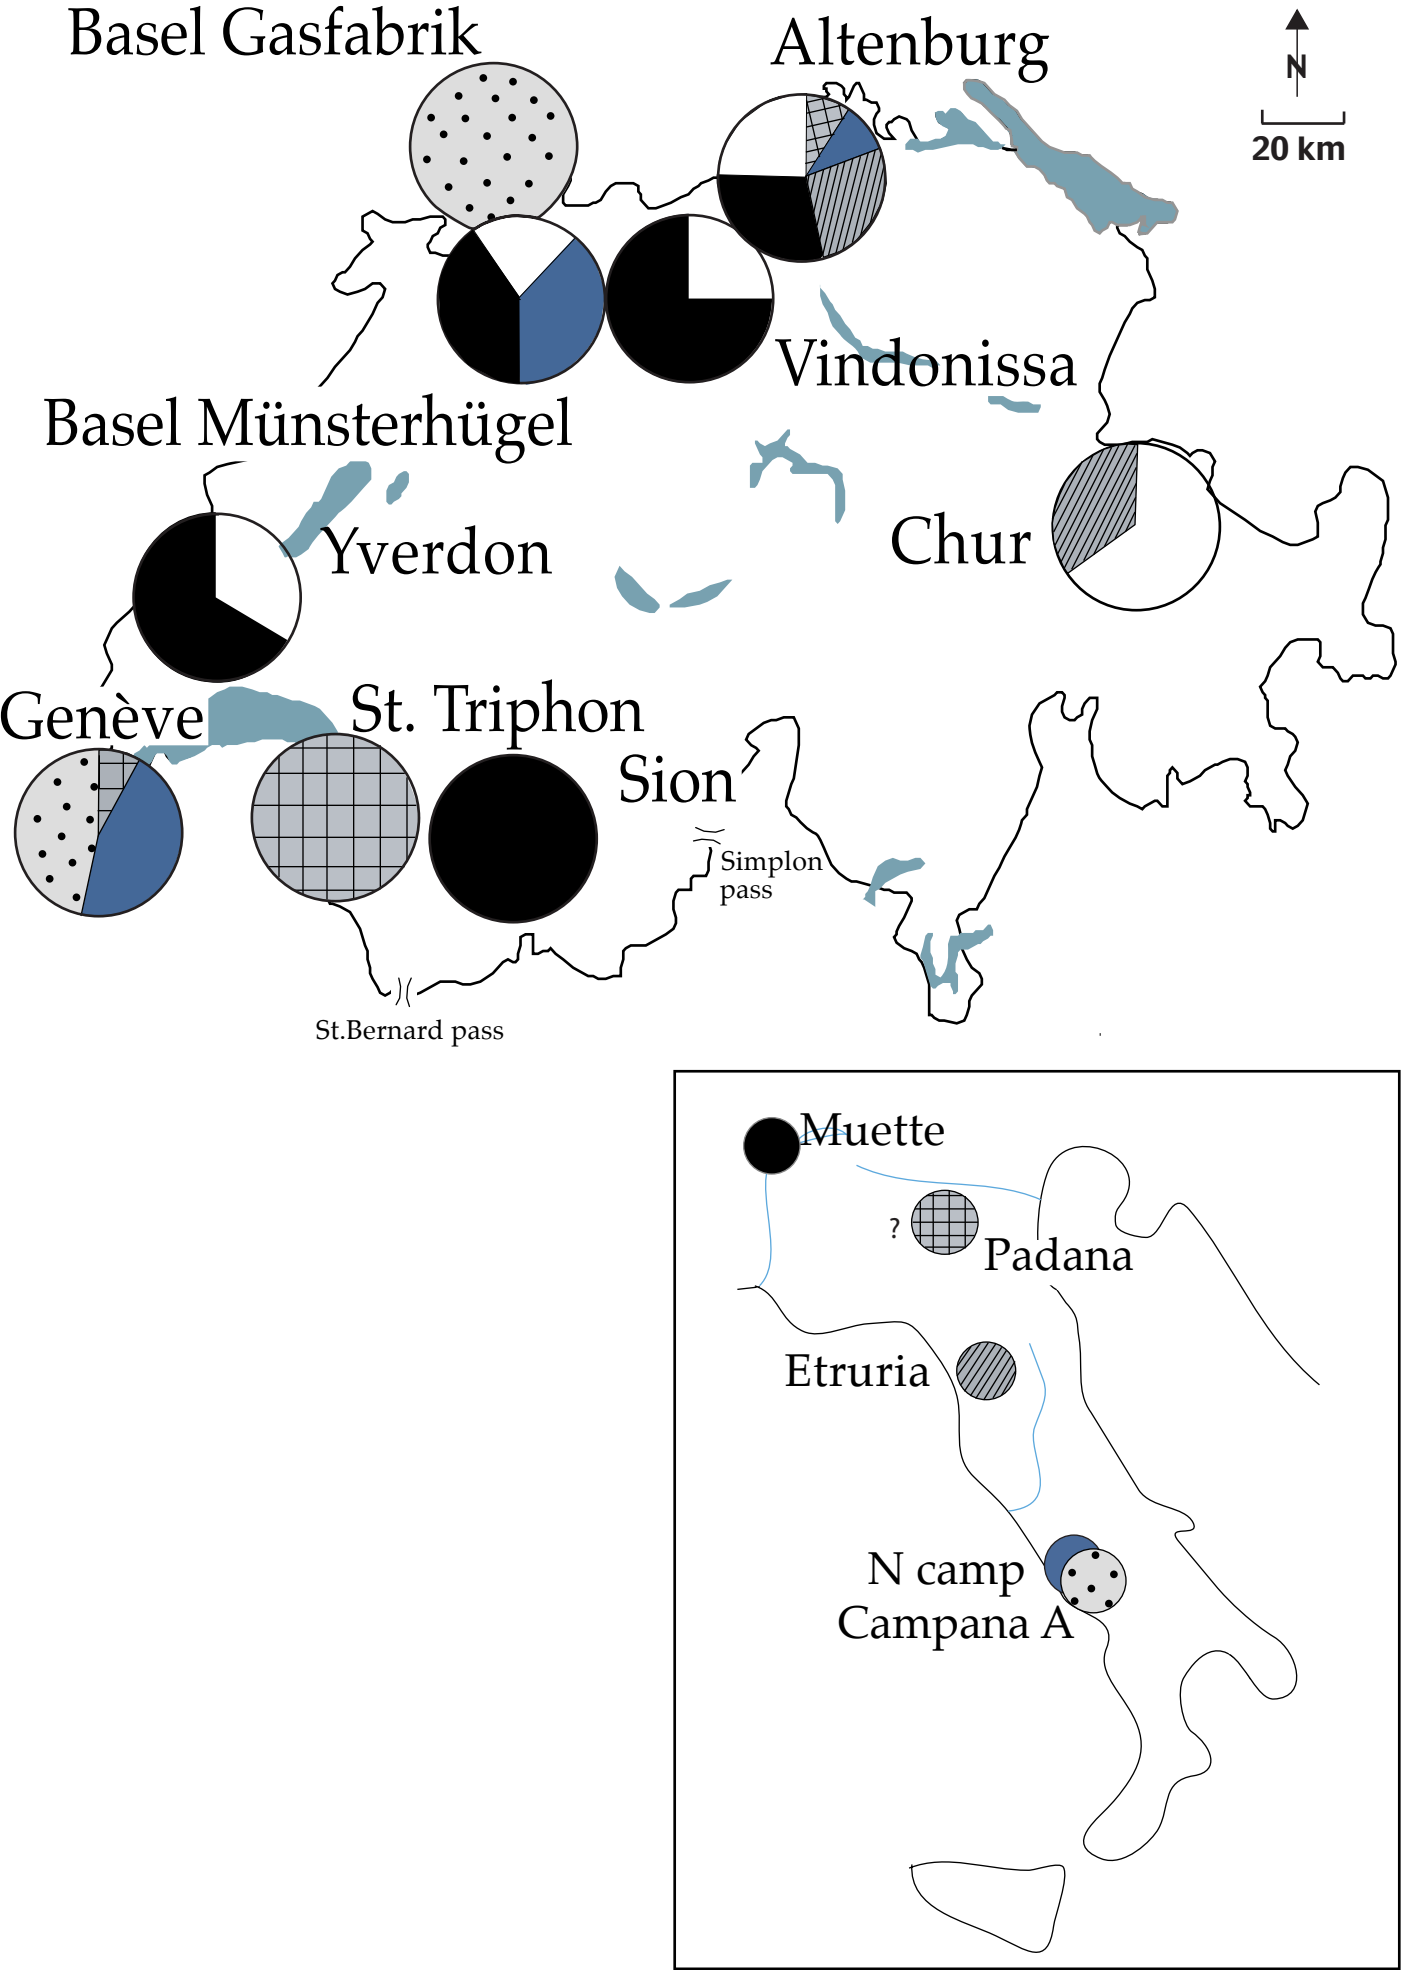 Basel Gasfabrik
Altenburg
N
20 km
Vindonissa
Basel Münsterhügel
Chur
Yverdon
Genève
St. Triphon
Sion
Simplon
pass
St.Bernard pass
Muette
?
Padana
Etruria
N camp
Campana A